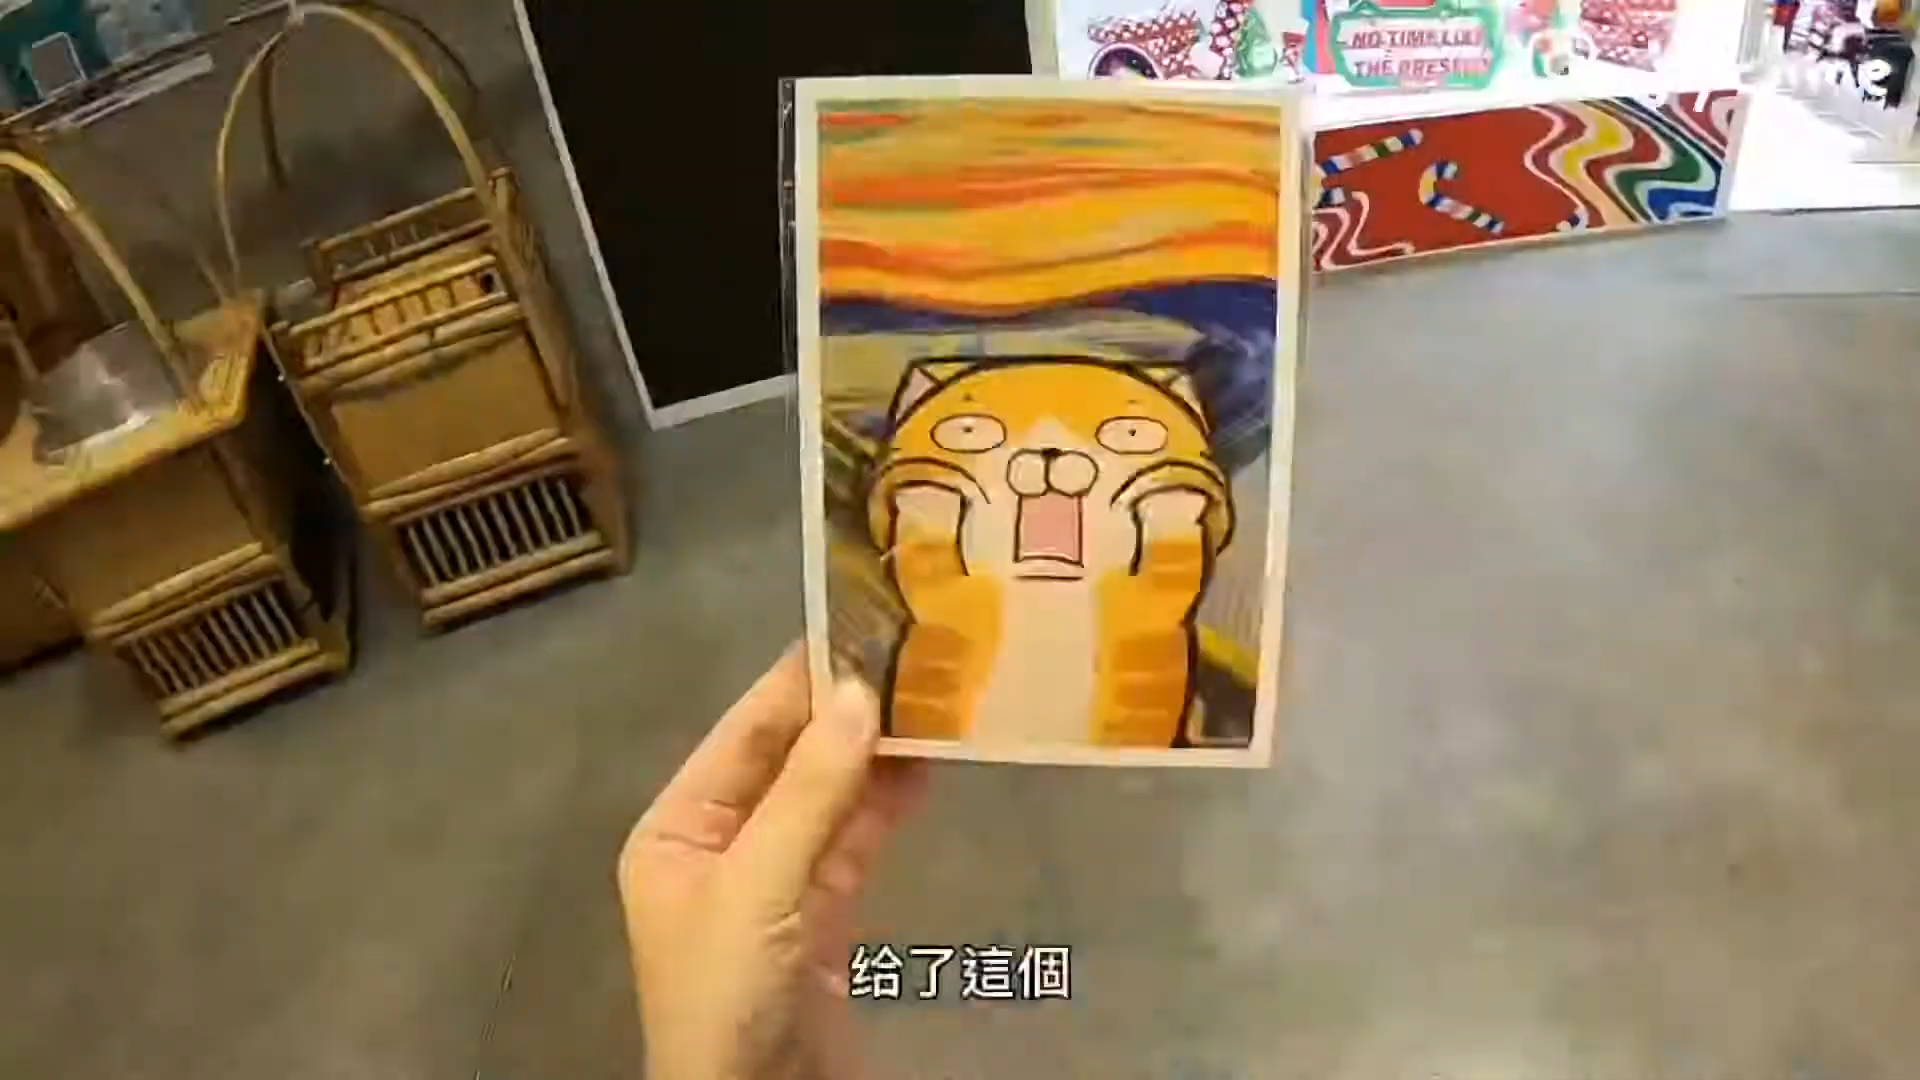 NO TIME LIKE
THE PRESENT
给了這個